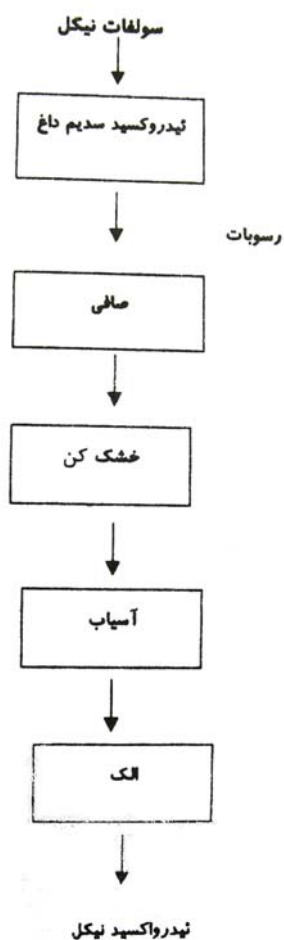 سولفات نیکل
ئیدروکسید سدیم داغ
رسوبات
صافی
خشک کن
آسیاب
الک
ئیدرواکسید نیکل